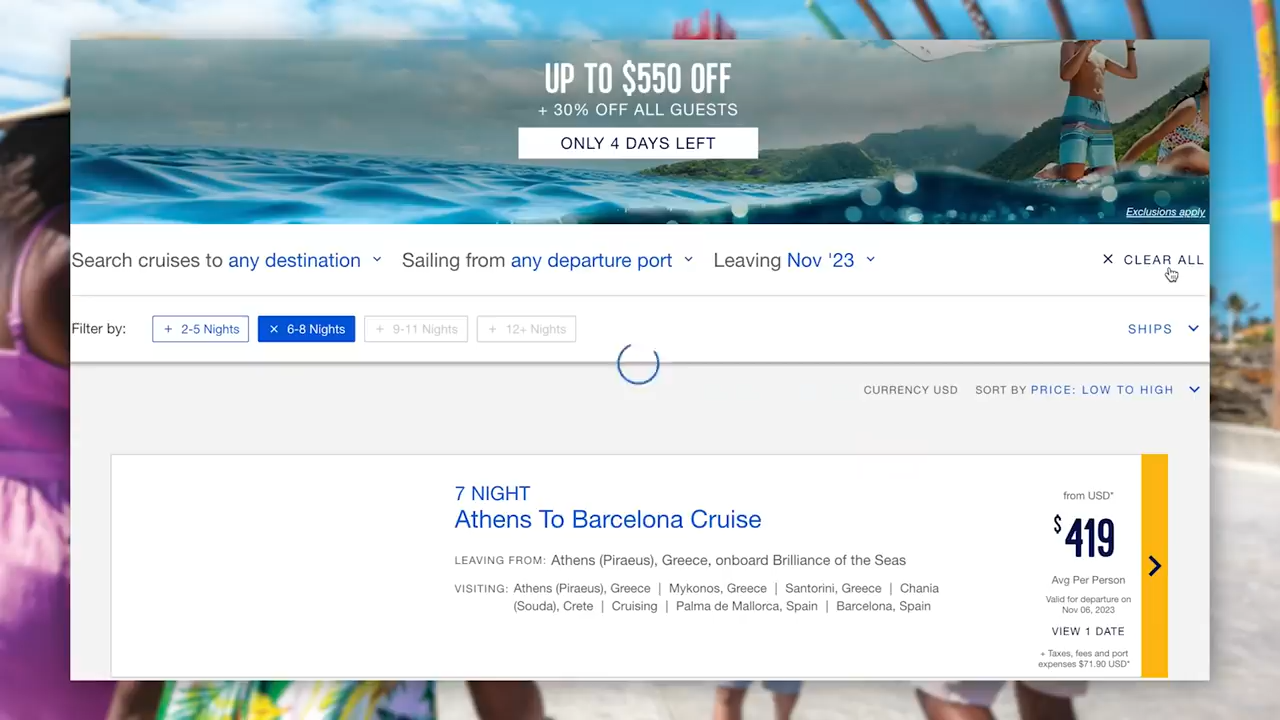 UP TO $550 OFF
+ 30% OFF ALL GUESTS
ONLY 4 DAYS LEFT
Exclusions apply
Search cruises to any destination Sailing from any departure port Leaving Nov '23 × CLEAR ALL
Filter by: + 2-5 Nights × 6-8 Nights + 9-11 Nights + 12+ Nights SHIPS
CURRENCY USD SORT BY PRICE: LOW TO HIGH
7 NIGHT
Athens To Barcelona Cruise
LEAVING FROM: Athens (Piraeus), Greece, onboard Brilliance of the Seas
VISITING: Athens (Piraeus), Greece | Mykonos, Greece | Santorini, Greece | Chania
(Souda), Crete | Cruising | Palma de Mallorca, Spain | Barcelona, Spain
from USD*
$419
Avg Per Person
Valid for departure on
Nov 06, 2023
VIEW 1 DATE
+ Taxes, fees and port
expenses $71.90 USD*